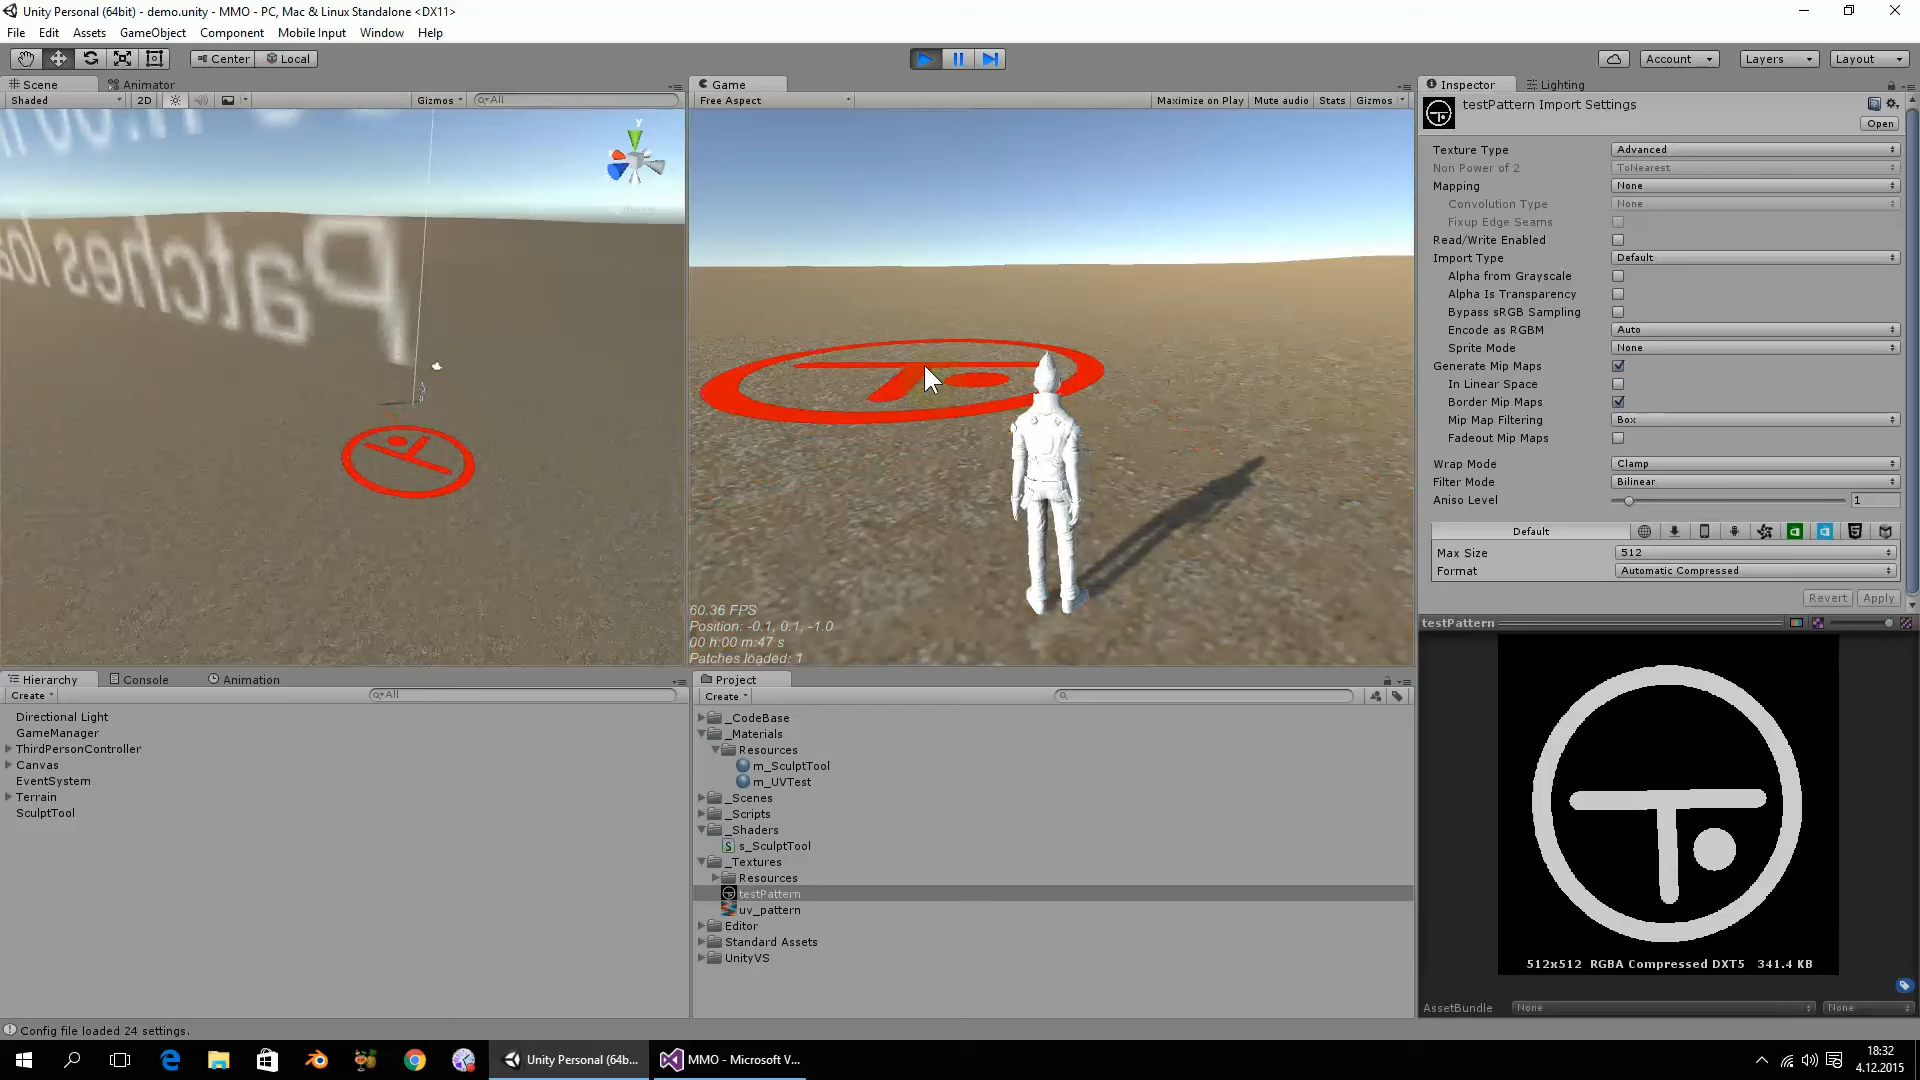 Unity Personal (64bit) - demo.unity - MMO - PC, Mac & Linux Standalone <DX11>
File Edit Assets GameObject Component Mobile Input Window Help
Center Local Account Layers Layout
Scene Animator
Shaded 2D Gizmos All
Patches loa
Game
Free Aspect Maximize on Play Mute audio Stats Gizmos
y
60.36 FPS
Position: -0.1, 0.1, -1.0
00 h:00 m:47 s
Patches loaded: 1
Inspector Lighting
testPattern Import Settings
Open
Texture Type Advanced
Non Power of 2 ToNearest
Mapping None
Convolution Type None
Fixup Edge Seams
Read/Write Enabled
Import Type Default
Alpha from Grayscale
Alpha Is Transparency
Bypass sRGB Sampling
Encode as RGBM Auto
Sprite Mode None
Generate Mip Maps
In Linear Space
Border Mip Maps
Mip Map Filtering Box
Fadeout Mip Maps
Wrap Mode Clamp
Filter Mode Bilinear
Aniso Level 1
Default
Max Size 512
Format Automatic Compressed
Revert Apply
testPattern
512x512 RGBA Compressed DXT5 341.4 KB
AssetBundle None None
Hierarchy Console Animation
Create All
Directional Light
GameManager
ThirdPersonController
Canvas
EventSystem
Terrain
SculptTool
Project
Create
_CodeBase
_Materials
Resources
m_SculptTool
m_UVTest
_Scenes
_Scripts
_Shaders
s_SculptTool
_Textures
Resources
testPattern
uv_pattern
Editor
Standard Assets
UnityVS
Config file loaded 24 settings.
Unity Personal (64b...
MMO - Microsoft V...
18:32
4.12.2015